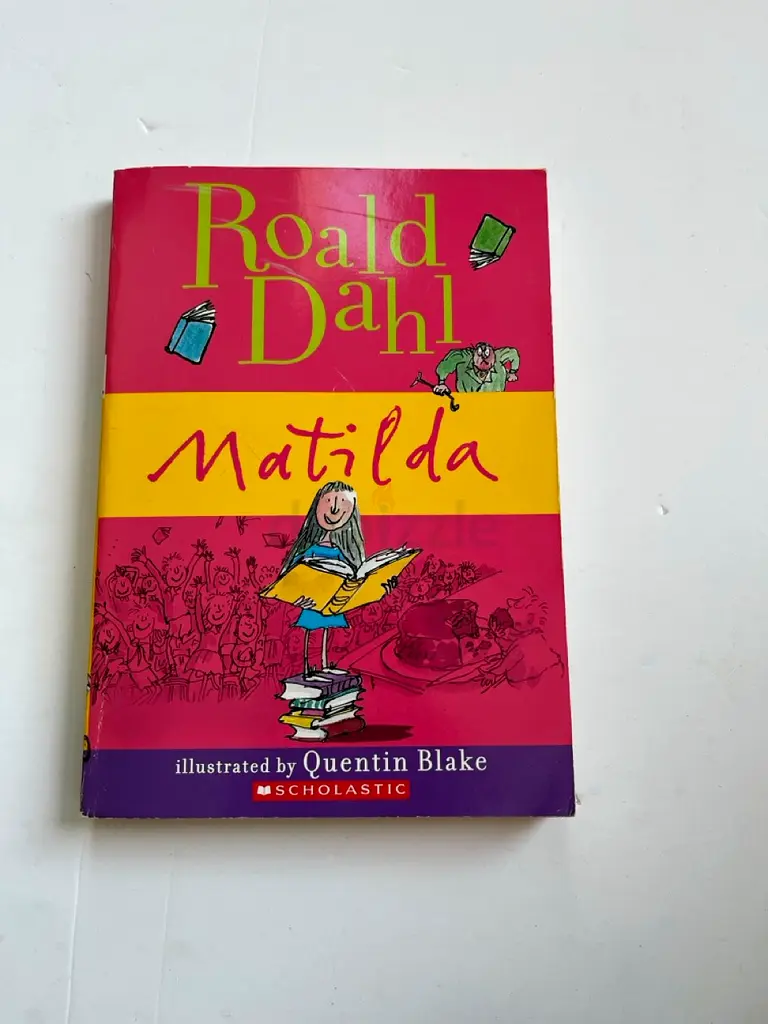 Roald
Dahl
Matilda
illustrated by Quentin Blake
SCHOLASTIC